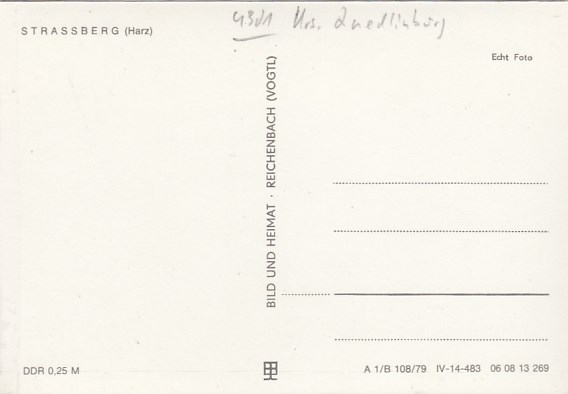 4301 Krs. Quedlinburg
STRASSBERG (Harz)
Echt Foto
BILD UND HEIMAT · REICHENBACH (VOGTL)
DDR 0,25 M
A 1/B 108/79 IV-14-483 06 08 13 269